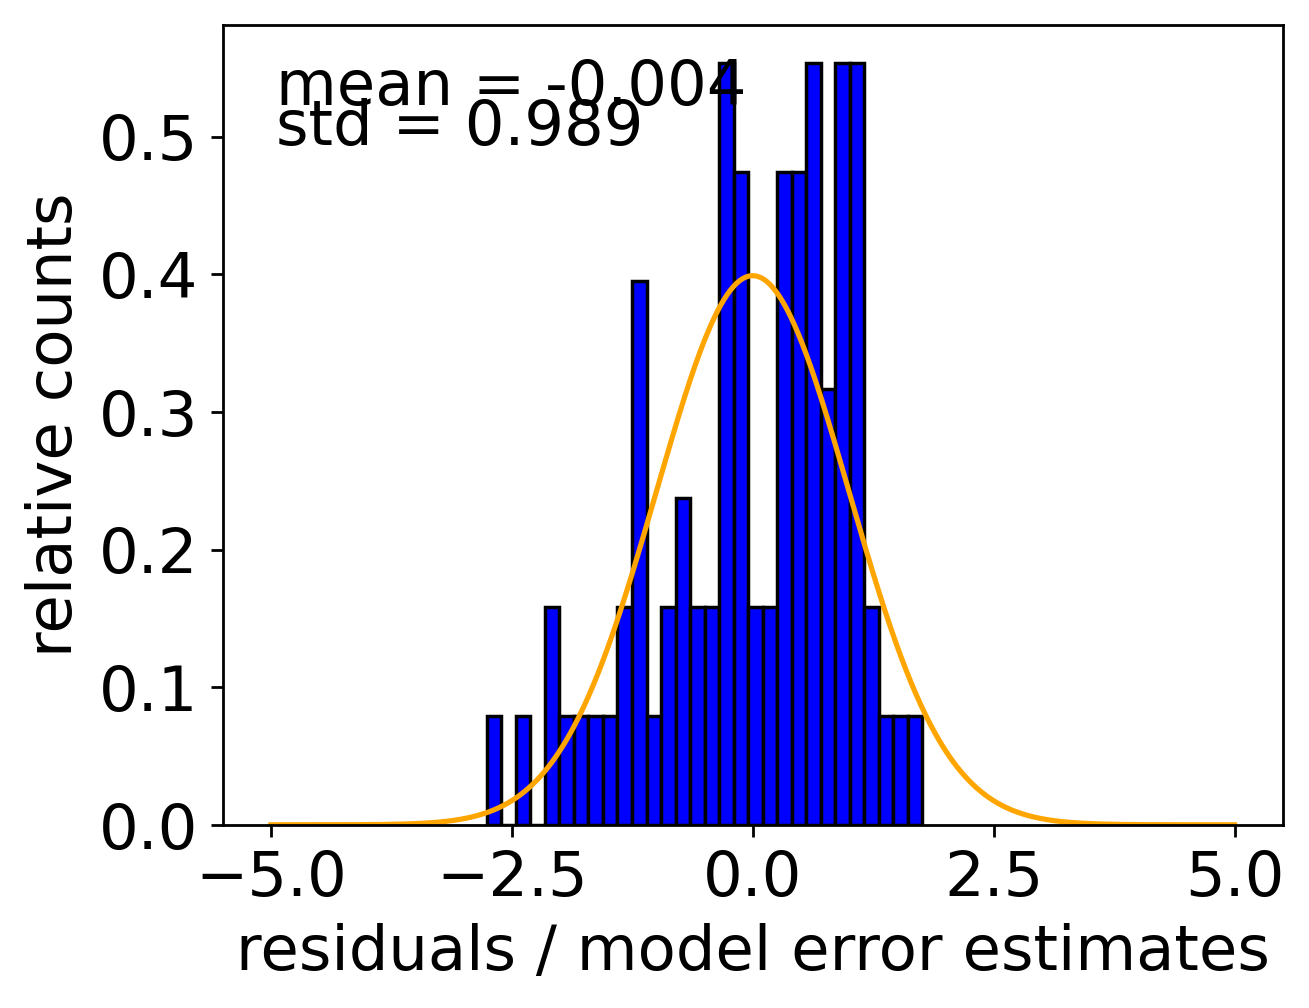 mean = -0.004
std = 0.989
0.5
0.4
0.3
0.2
0.1
0.0
relative counts
−5.0 −2.5 0.0 2.5 5.0
residuals / model error estimates